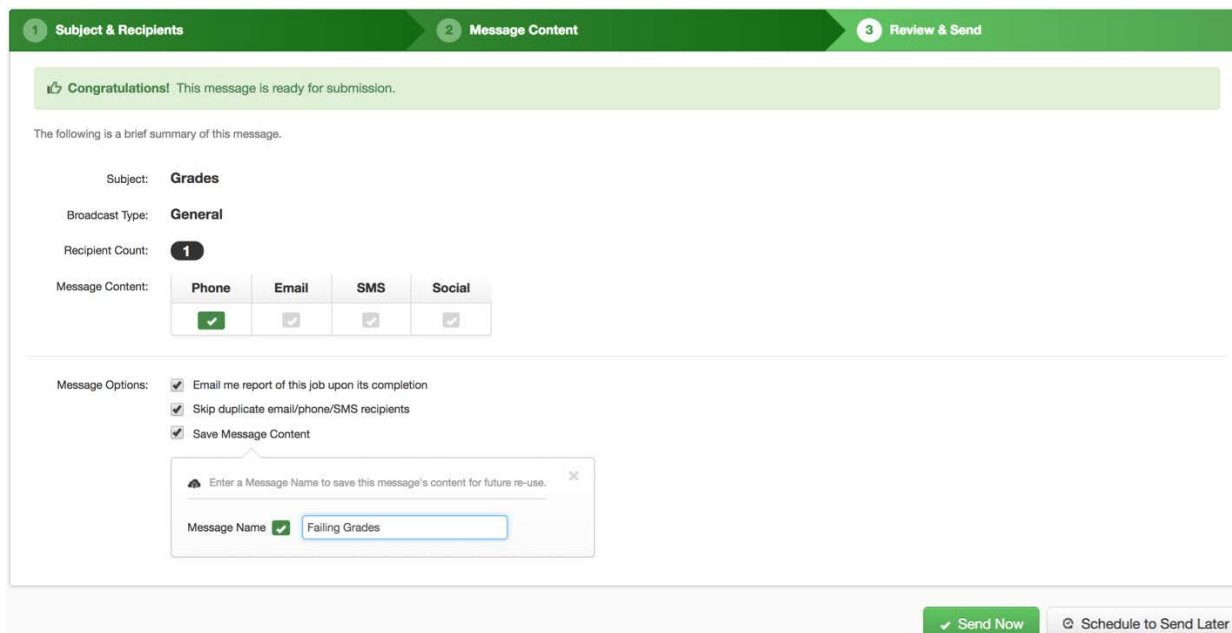 1 Subject & Recipients 2 Message Content 3 Review & Send
Congratulations! This message is ready for submission.
The following is a brief summary of this message.
Subject: Grades
Broadcast Type: General
Recipient Count: 1
Message Content: Phone Email SMS Social
Message Options: Email me report of this job upon its completion
Skip duplicate email/phone/SMS recipients
Save Message Content
Enter a Message Name to save this message's content for future re-use.
Message Name Failing Grades
Send Now Schedule to Send Later